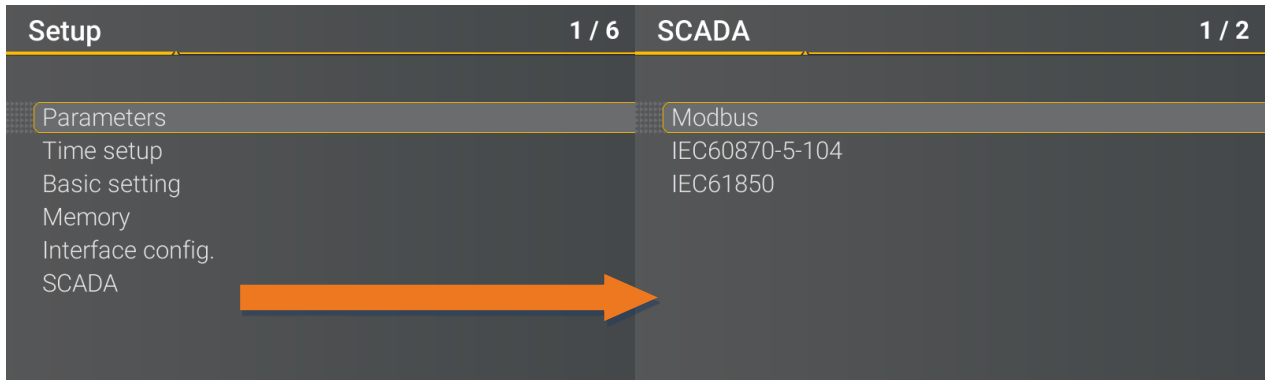 Setup 1 / 6
Parameters
Time setup
Basic setting
Memory
Interface config.
SCADA
SCADA 1 / 2
Modbus
IEC60870-5-104
IEC61850